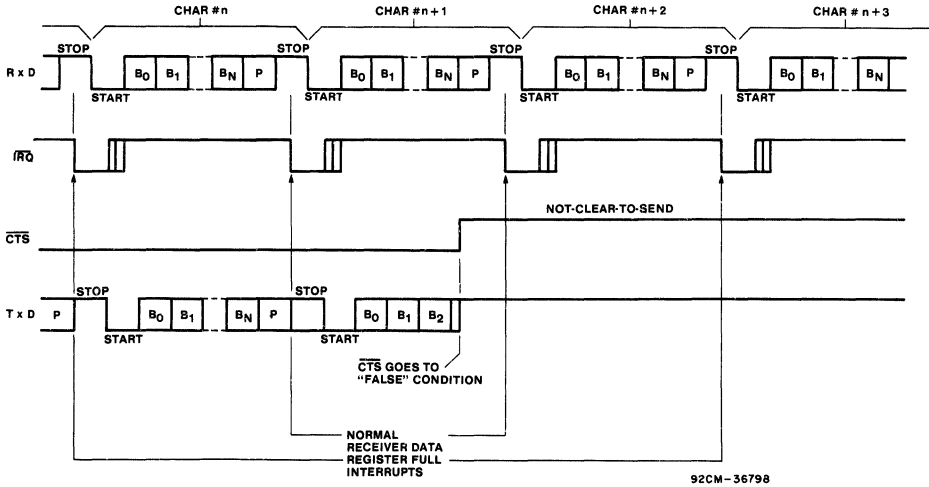 CHAR #n CHAR #n+1 CHAR #n+2 CHAR #n+3
STOP STOP STOP STOP
R x D B0 B1 BN P B0 B1 BN P B0 B1 BN P B0 B1 BN
START START START START
IRQ
NOT-CLEAR-TO-SEND
CTS
STOP STOP
T x D P B0 B1 BN P B0 B1 B2
START START
CTS GOES TO
"FALSE" CONDITION
NORMAL
RECEIVER DATA
REGISTER FULL
INTERRUPTS
92CM-36798